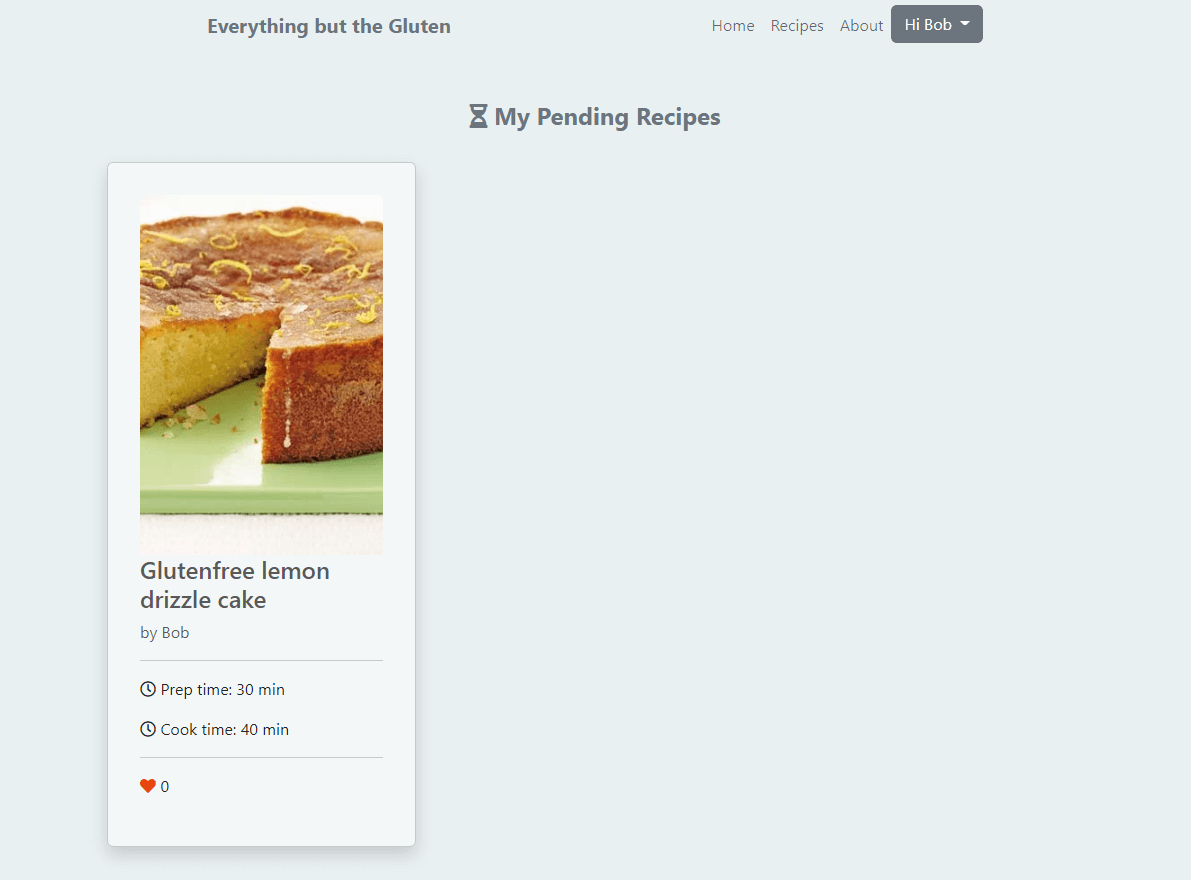 Everything but the Gluten
Home Recipes About Hi Bob
My Pending Recipes
Glutenfree lemon
drizzle cake
by Bob
Prep time: 30 min
Cook time: 40 min
0